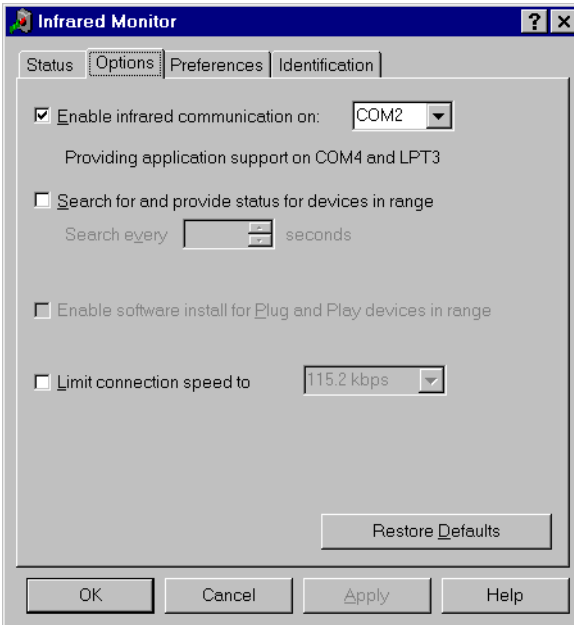 Infrared Monitor
Status Options Preferences Identification
Enable infrared communication on: COM2
Providing application support on COM4 and LPT3
Search for and provide status for devices in range
Search every seconds
Enable software install for Plug and Play devices in range
Limit connection speed to 115.2 kbps
Restore Defaults
OK Cancel Apply Help